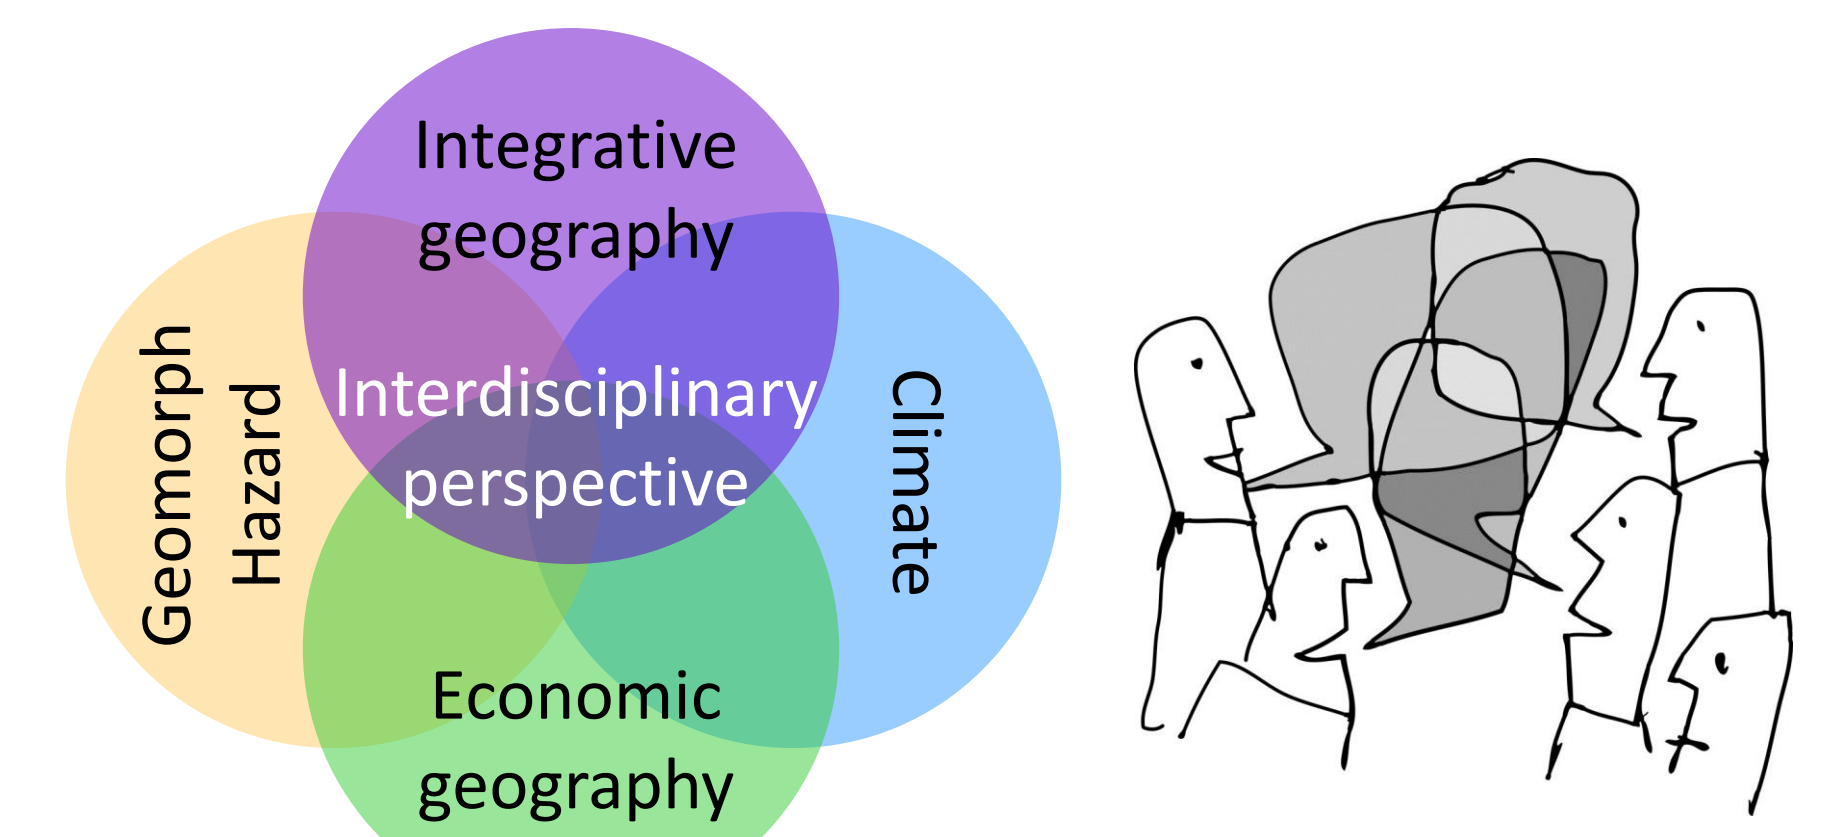 Integrative
geography
Geomorph
Hazard
Interdisciplinary
perspective
Climate
Economic
geography